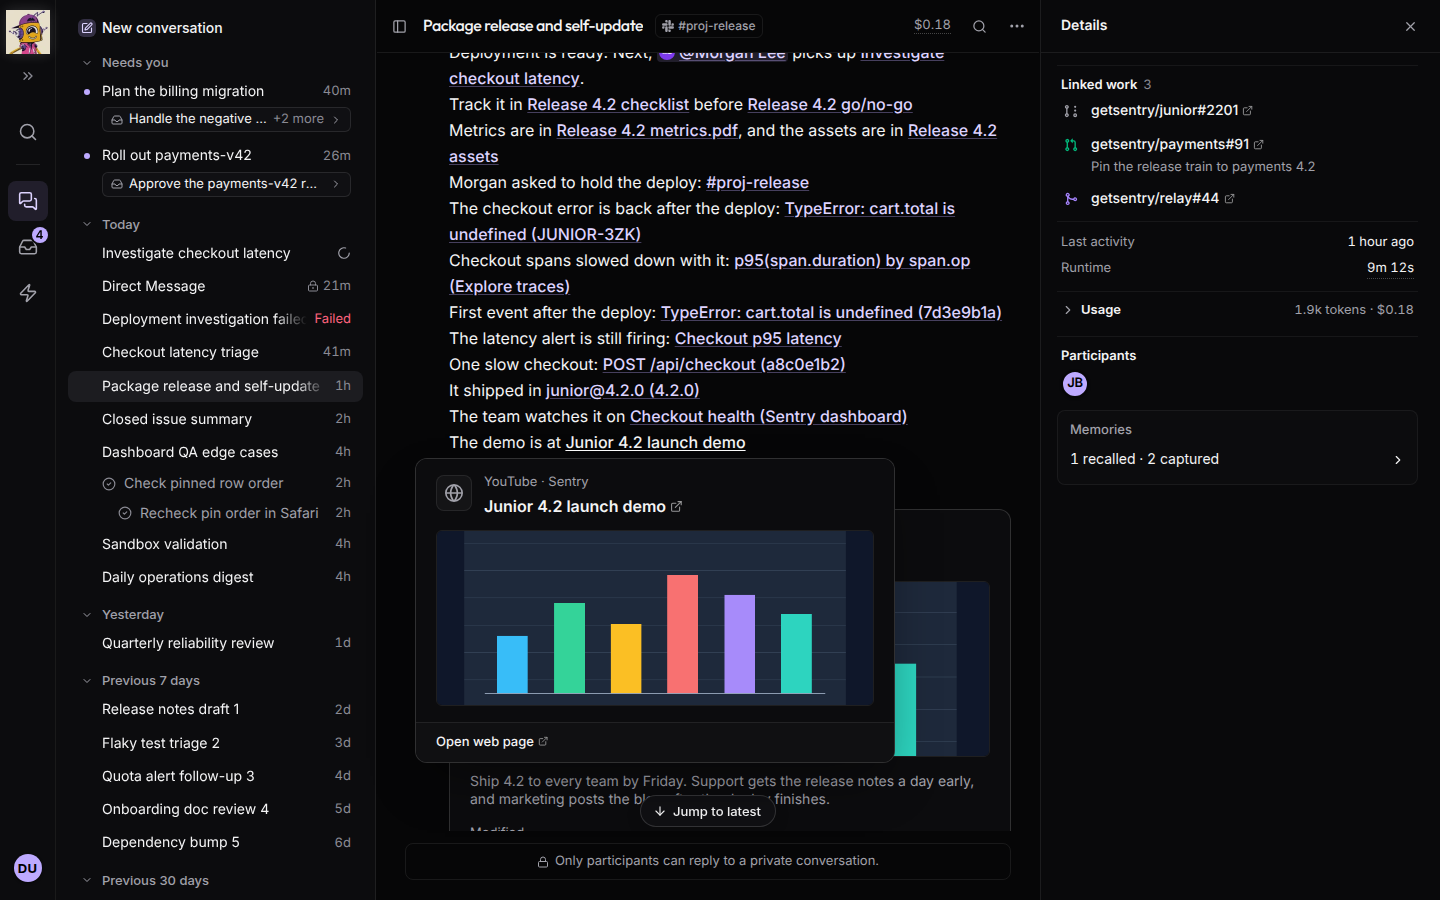 New conversation
Needs you
Plan the billing migration 40m
Handle the negative ... +2 more
Roll out payments-v42 26m
Approve the payments-v42 r...
Today
4
Investigate checkout latency
Direct Message 21m
Deployment investigation failed Failed
Checkout latency triage 41m
Package release and self-update 1h
Closed issue summary 2h
Dashboard QA edge cases 4h
Check pinned row order 2h
Recheck pin order in Safari 2h
Sandbox validation 4h
Daily operations digest 4h
Yesterday
Quarterly reliability review 1d
Previous 7 days
Release notes draft 1 2d
Flaky test triage 2 3d
Quota alert follow-up 3 4d
Onboarding doc review 4 5d
Dependency bump 5 6d
Previous 30 days
DU
Package release and self-update #proj-release $0.18
Deployment is ready. Next, @Morgan Lee picks up Investigate
checkout latency.
Track it in Release 4.2 checklist before Release 4.2 go/no-go
Metrics are in Release 4.2 metrics.pdf, and the assets are in Release 4.2
assets
Morgan asked to hold the deploy: #proj-release
The checkout error is back after the deploy: TypeError: cart.total is
undefined (JUNIOR-3ZK)
Checkout spans slowed down with it: p95(span.duration) by span.op
(Explore traces)
First event after the deploy: TypeError: cart.total is undefined (7d3e9b1a)
The latency alert is still firing: Checkout p95 latency
One slow checkout: POST /api/checkout (a8c0e1b2)
It shipped in junior@4.2.0 (4.2.0)
The team watches it on Checkout health (Sentry dashboard)
The demo is at Junior 4.2 launch demo
YouTube · Sentry
Junior 4.2 launch demo
Open web page
Ship 4.2 to every team by Friday. Support gets the release notes a day early,
and marketing posts the finishes.
Modified
Jump to latest
Only participants can reply to a private conversation.
Details
Linked work 3
getsentry/junior#2201
getsentry/payments#91
Pin the release train to payments 4.2
getsentry/relay#44
Last activity 1 hour ago
Runtime 9m 12s
Usage 1.9k tokens · $0.18
Participants
JB
Memories
1 recalled · 2 captured